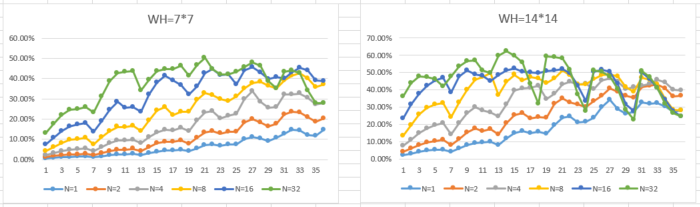 WH=7*7
60.00%
50.00%
40.00%
30.00%
20.00%
10.00%
0.00%
1 3 5 7 9 11 13 15 17 19 21 23 25 27 29 31 33 35
N=1 N=2 N=4 N=8 N=16 N=32
WH=14*14
70.00%
60.00%
50.00%
40.00%
30.00%
20.00%
10.00%
0.00%
1 3 5 7 9 11 13 15 17 19 21 23 25 27 29 31 33 35
N=1 N=2 N=4 N=8 N=16 N=32